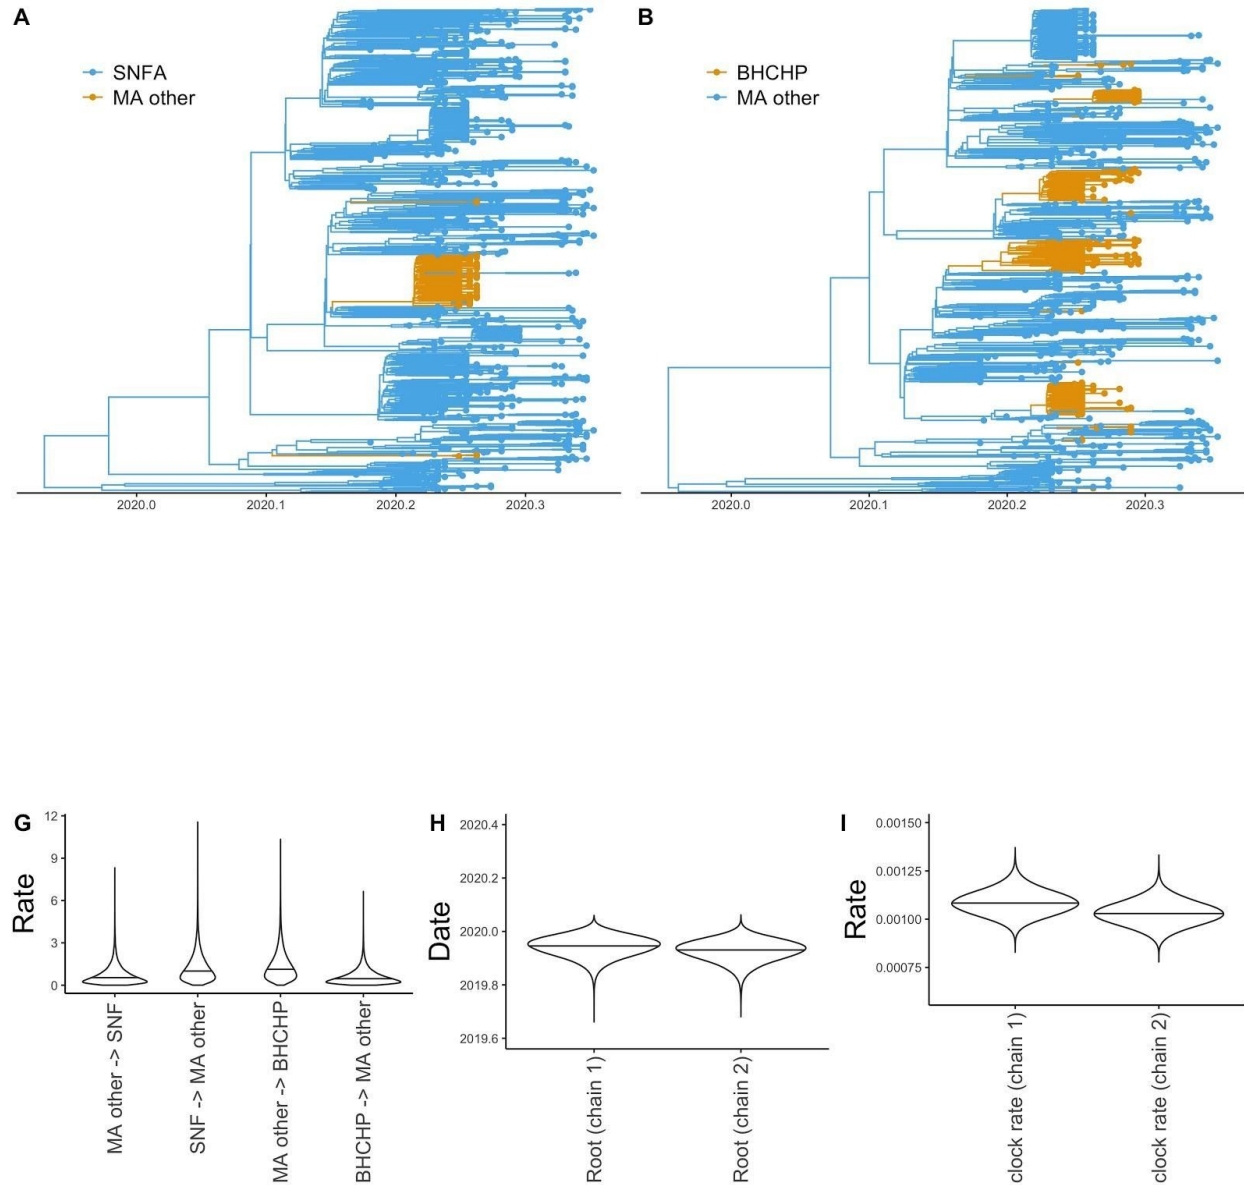 A
SNFA
MA other
2020.0 2020.1 2020.2 2020.3
B
BHCHP
MA other
2020.0 2020.1 2020.2 2020.3
G
Rate
12
9
6
3
0
MA other -> SNF
SNF -> MA other
MA other -> BHCHP
BHCHP -> MA other
H
Date
2020.4
2020.2
2020.0
2019.8
2019.6
Root (chain 1)
Root (chain 2)
I
Rate
0.00150
0.00125
0.00100
0.00075
clock rate (chain 1)
clock rate (chain 2)